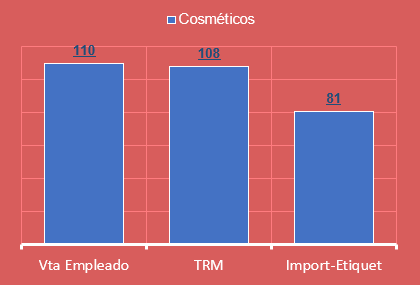 Cosméticos
110
108
81
Vta Empleado
TRM
Import-Etiquet